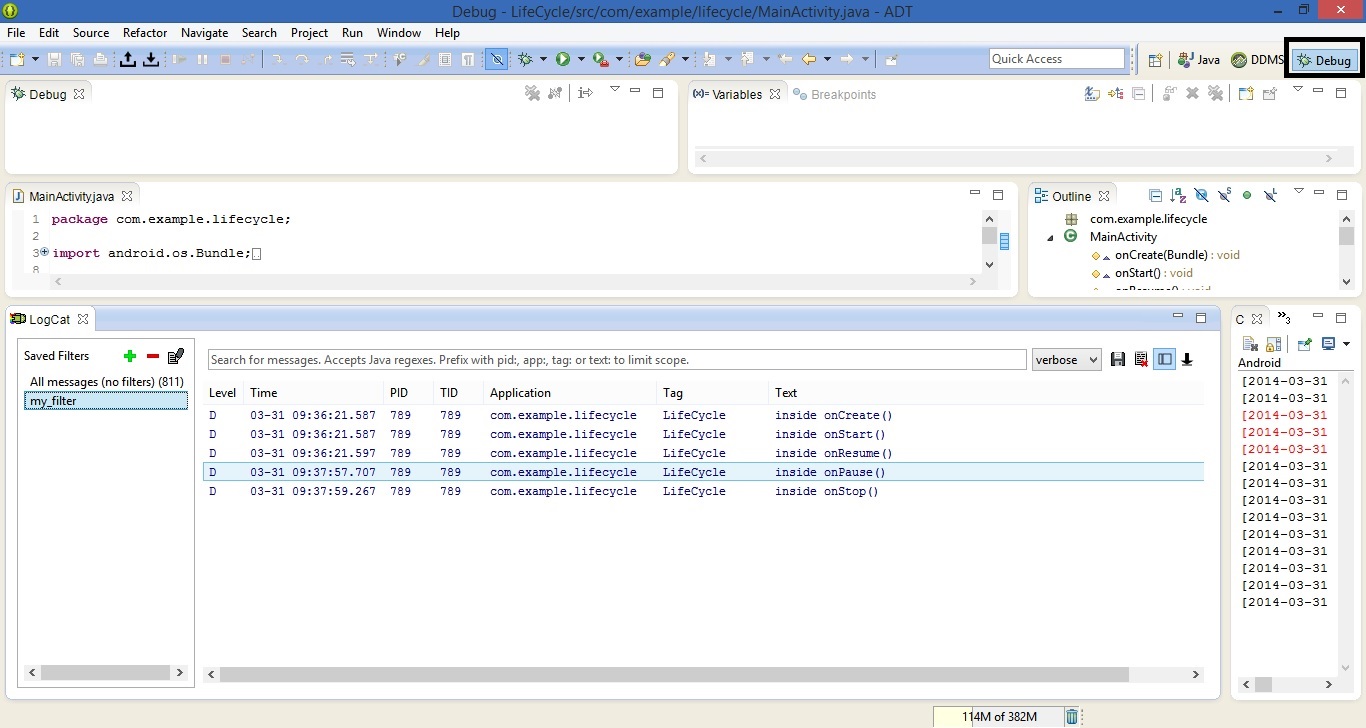 Debug - LifeCycle/src/com/example/lifecycle/MainActivity.java - ADT
File Edit Source Refactor Navigate Search Project Run Window Help
Quick Access
Java
DDMS
Debug
Debug
(x)= Variables
Breakpoints
MainActivity.java
1 package com.example.lifecycle;
2
3 import android.os.Bundle;
8
Outline
com.example.lifecycle
MainActivity
onCreate(Bundle) : void
onStart() : void
onResume() : void
LogCat
Saved Filters
All messages (no filters) (811)
my_filter
Search for messages. Accepts Java regexes. Prefix with pid:, app:, tag: or text: to limit scope.
verbose
Level Time PID TID Application Tag Text
D 03-31 09:36:21.587 789 789 com.example.lifecycle LifeCycle inside onCreate()
D 03-31 09:36:21.587 789 789 com.example.lifecycle LifeCycle inside onStart()
D 03-31 09:36:21.597 789 789 com.example.lifecycle LifeCycle inside onResume()
D 03-31 09:37:57.707 789 789 com.example.lifecycle LifeCycle inside onPause()
D 03-31 09:37:59.267 789 789 com.example.lifecycle LifeCycle inside onStop()
C
»3
Android
[2014-03-31
[2014-03-31
[2014-03-31
[2014-03-31
[2014-03-31
[2014-03-31
[2014-03-31
[2014-03-31
[2014-03-31
[2014-03-31
[2014-03-31
[2014-03-31
[2014-03-31
[2014-03-31
114M of 382M